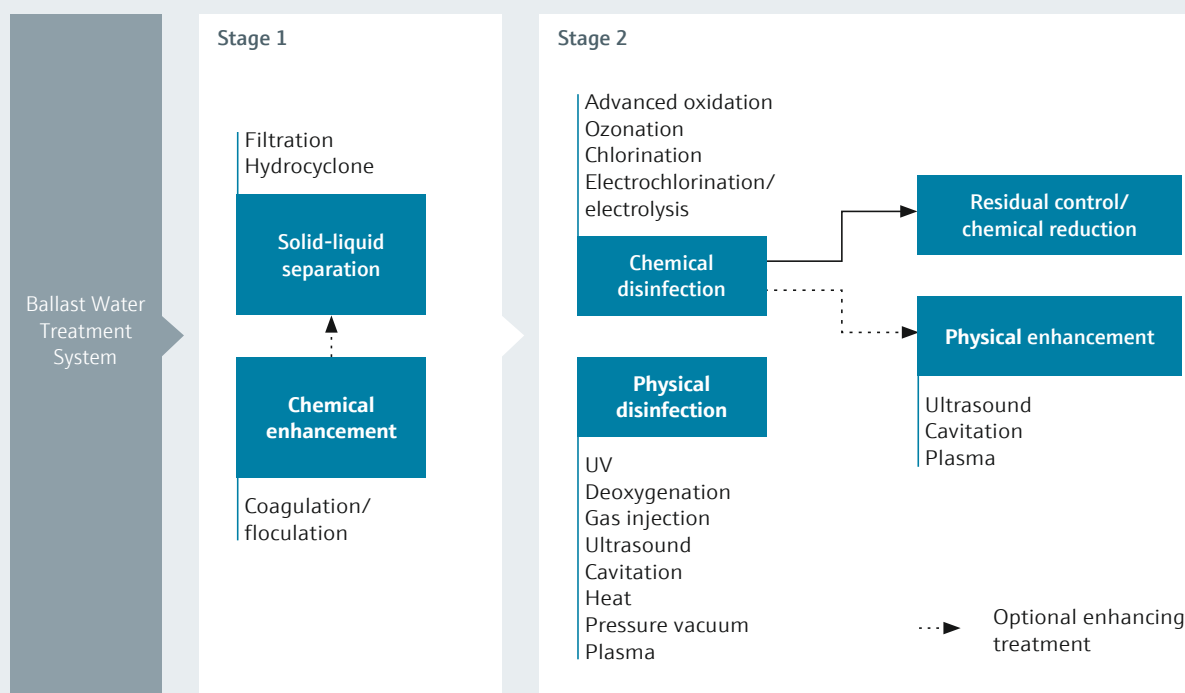 Ballast Water
Treatment
System
Stage 1
Filtration
Hydrocyclone
Solid-liquid
separation
Chemical
enhancement
Coagulation/
floculation
Stage 2
Advanced oxidation
Ozonation
Chlorination
Electrochlorination/
electrolysis
Chemical
disinfection
Physical
disinfection
UV
Deoxygenation
Gas injection
Ultrasound
Cavitation
Heat
Pressure vacuum
Plasma
Residual control/
chemical reduction
Physical enhancement
Ultrasound
Cavitation
Plasma
Optional enhancing
treatment